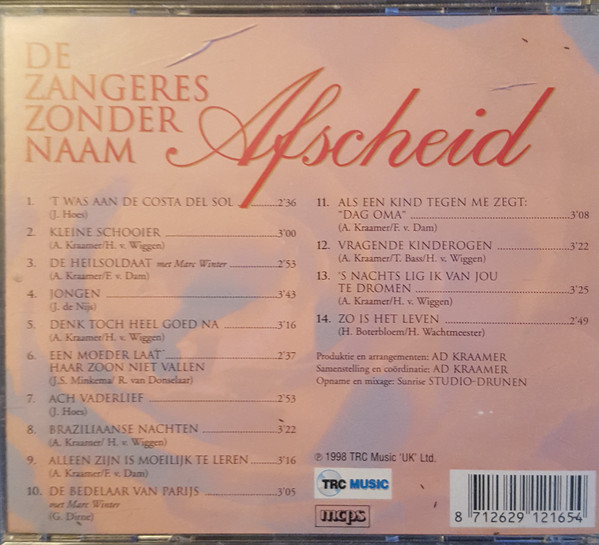 DE
ZANGERES
ZONDER
NAAM
Afscheid
1. 'T WAS AAN DE COSTA DEL SOL ....2'36
(J. Hoes)
2. KLEINE SCHOOIER ....3'00
(A. Kraamer/H. v. Wiggen)
3. DE HEILSOLDAAT met Marc Winter ....2'53
(A. Kraamer/F. v. Dam)
4. JONGEN ....3'43
(J. de Nijs)
5. DENK TOCH HEEL GOED NA ....3'16
(A. Kraamer/H. v. Wiggen)
6. EEN MOEDER LAAT ....2'37
HAAR ZOON NIET VALLEN
(J.S. Minkema/ R. van Donselaar)
7. ACH VADERLIEF ....2'53
(J. Hoes)
8. BRAZILIAANSE NACHTEN ....3'22
(A. Kraamer/ H. v. Wiggen)
9. ALLEEN ZIJN IS MOEILIJK TE LEREN ....3'16
(A. Kraamer/F. v. Dam)
10. DE BEDELAAR VAN PARIJS ....3'05
met Marc Winter
(G. Dirne)
11. ALS EEN KIND TEGEN ME ZEGT:
"DAG OMA" ....3'08
(A. Kraamer/F. v. Dam)
12. VRAGENDE KINDEROGEN ....3'22
(A. Kraamer/T. Bass/H. v. Wiggen)
13. 'S NACHTS LIG IK VAN JOU
TE DROMEN ....3'25
(A. Kraamer/H. v. Wiggen)
14. ZO IS HET LEVEN ....2'49
(H. Boterbloem/H. Wachtmeester)
Produktie en arrangementen: AD KRAAMER
Samenstelling en coördinatie: AD KRAAMER
Opname en mixage: Sunrise STUDIO-DRUNEN
℗ 1998 TRC Music 'UK' Ltd.
TRC MUSIC
mcps
8 712629 121654